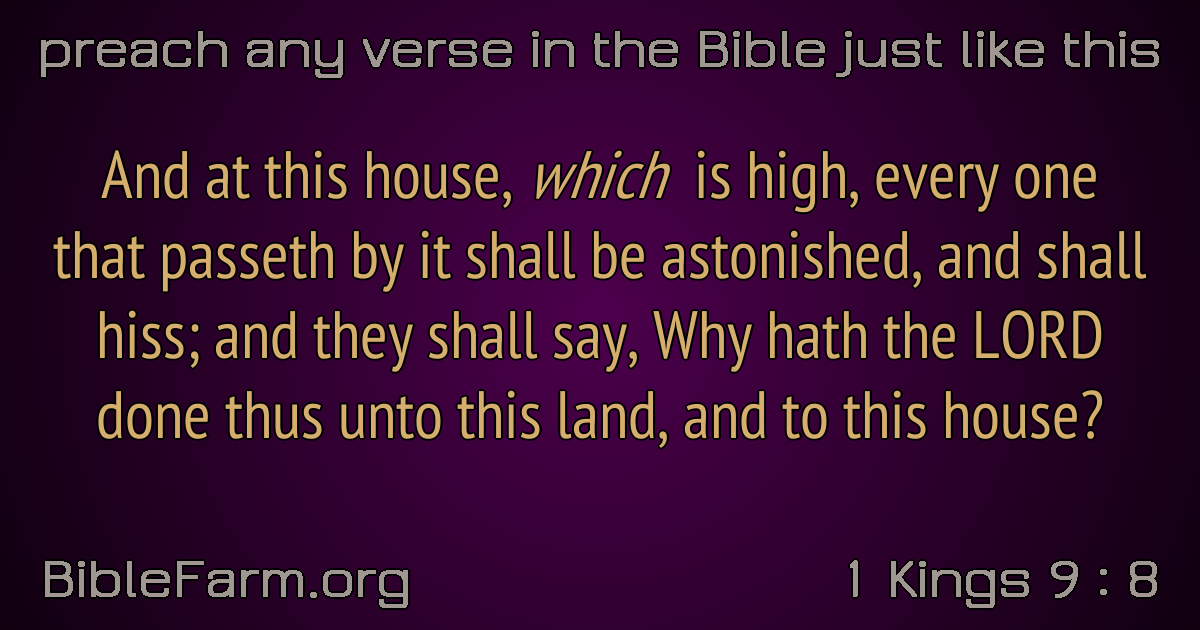 preach any verse in the Bible just like this
And at this house, which is high, every one
that passeth by it shall be astonished, and shall
hiss; and they shall say, Why hath the LORD
done thus unto this land, and to this house?
BibleFarm.org
1 Kings 9 : 8